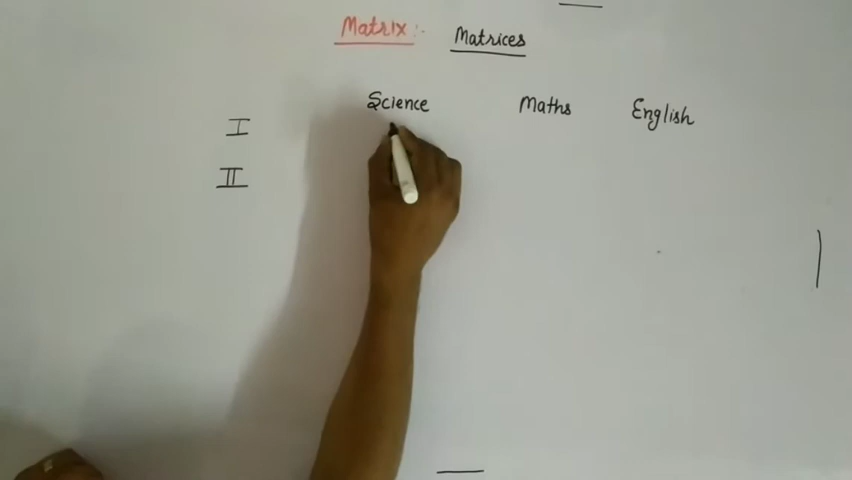 Matrix :- Matrices
Science Maths English
I
II